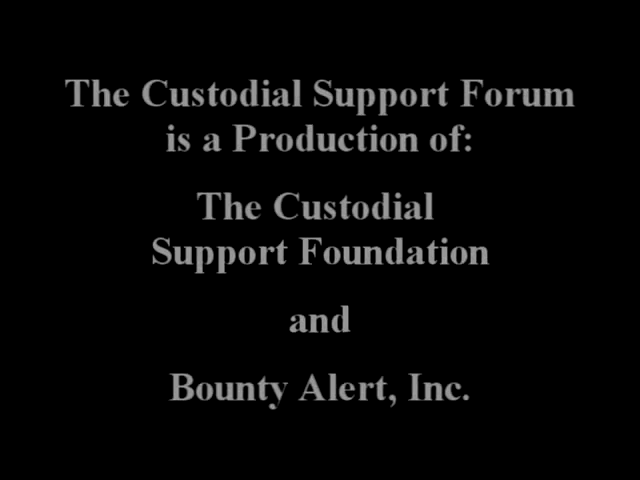 The Custodial Support Forum
is a Production of:
The Custodial
Support Foundation
and
Bounty Alert, Inc.